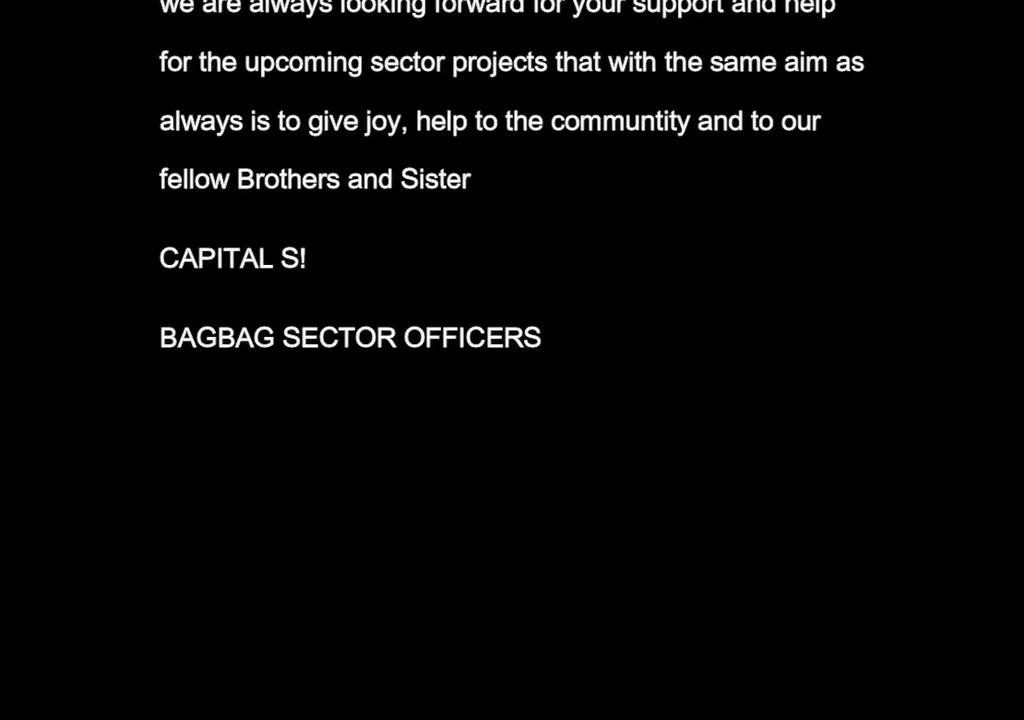 we are always looking forward for your support and help
for the upcoming sector projects that with the same aim as
always is to give joy, help to the communtity and to our
fellow Brothers and Sister
CAPITAL S!
BAGBAG SECTOR OFFICERS